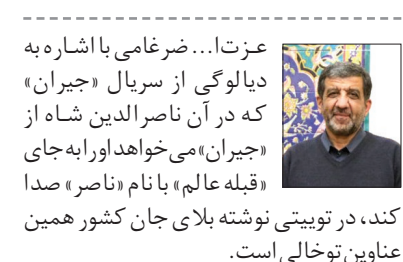 عزت‌ا... ضرغامی با اشاره به
دیالوگی از سریال «جیران»
که در آن ناصرالدین شاه از
«جیران» می‌خواهد او را به جای
«قبله عالم» با نام «ناصر» صدا
کند، در توییتی نوشته بلای جان کشور همین
عناوین توخالی است.